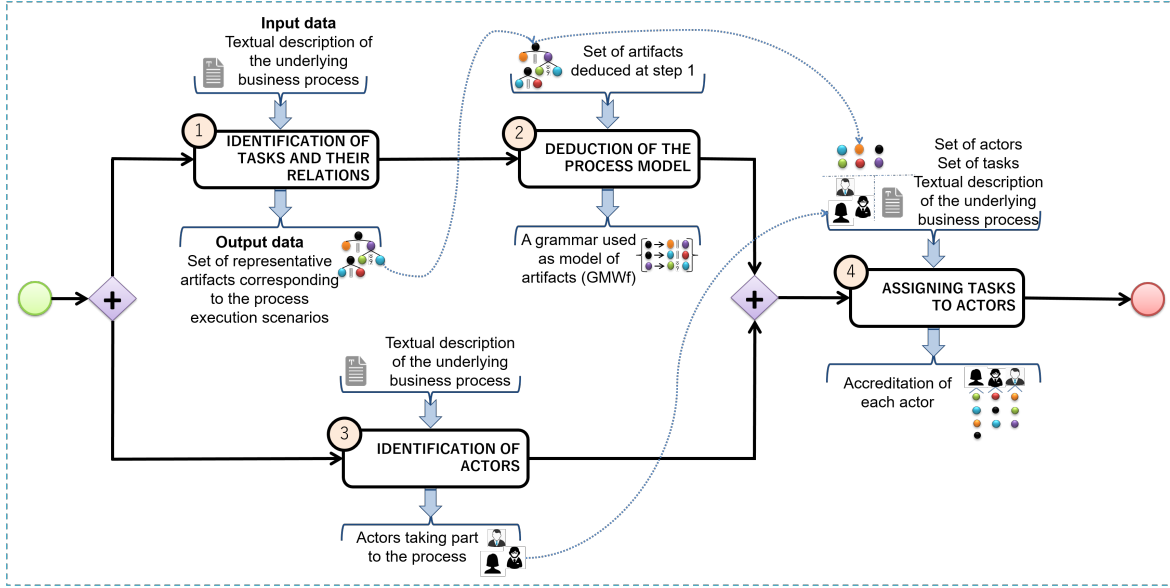 Input data
Textual description of
the underlying
business process
1
IDENTIFICATION OF
TASKS AND THEIR
RELATIONS
Output data
Set of representative
artifacts corresponding
to the process
execution scenarios
Set of artifacts
deduced at step 1
2
DEDUCTION OF THE
PROCESS MODEL
A grammar used
as model of
artifacts (GMWf)
Textual description
of the underlying
business process
3
IDENTIFICATION OF
ACTORS
Actors taking part
to the process
Set of actors
Set of tasks
Textual description
of the underlying
business process
4
ASSIGNING TASKS
TO ACTORS
Accreditation of
each actor